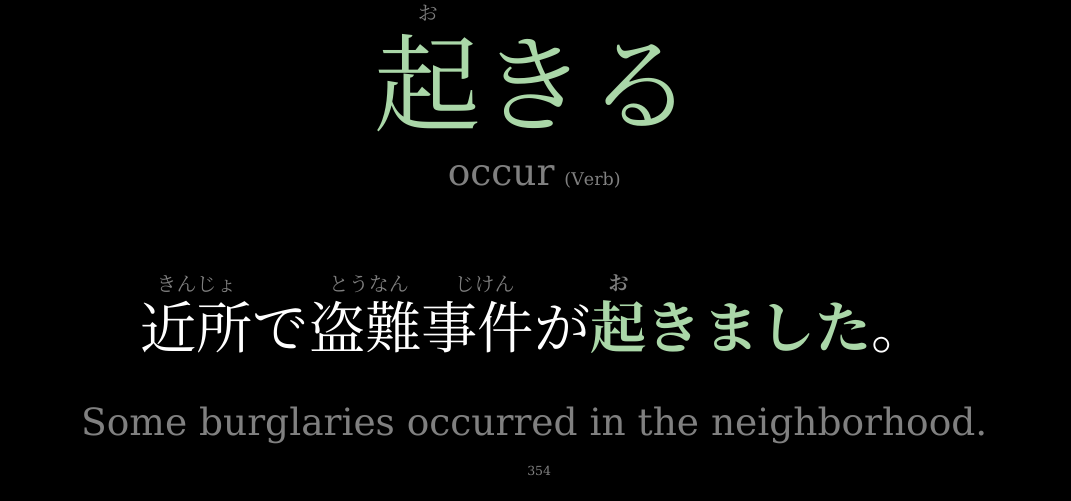 お
起きる
occur (Verb)
きんじょ とうなん じけん お
近所で盗難事件が起きました。
Some burglaries occurred in the neighborhood.
354